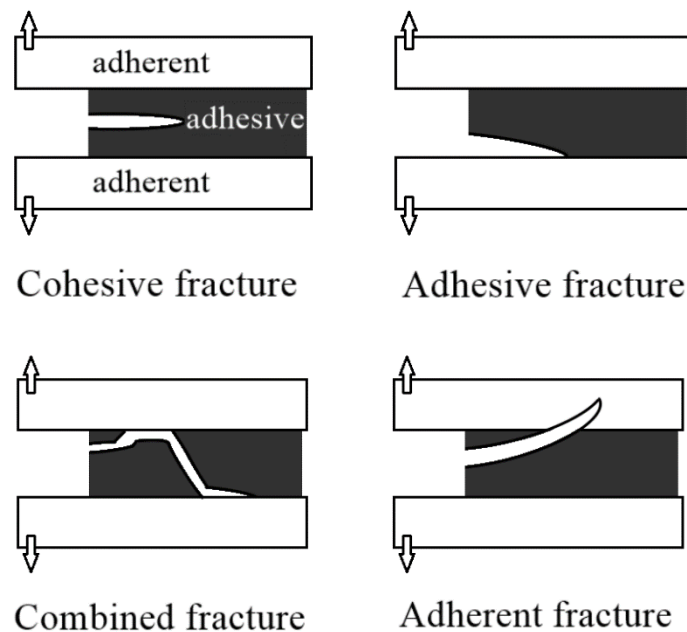 adherent
adhesive
adherent
Cohesive fracture
Adhesive fracture
Combined fracture
Adherent fracture